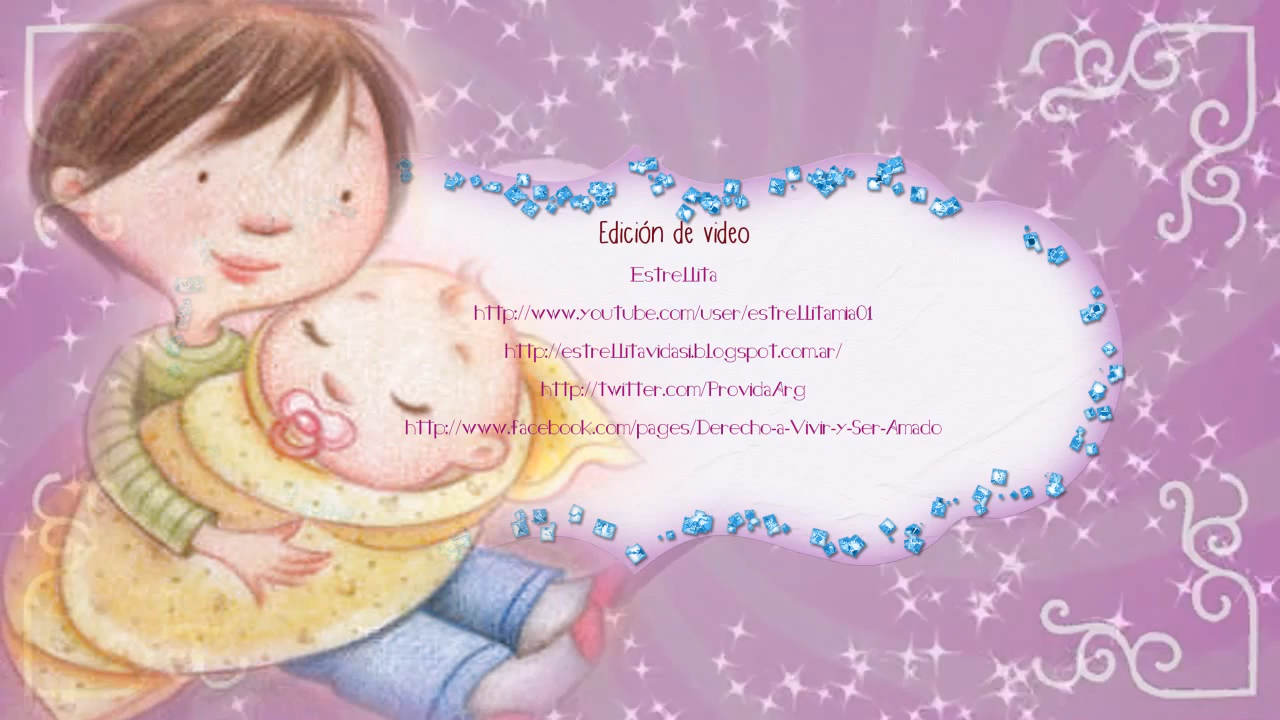 Edición de video
Estrellita
http://www.youtube.com/user/estrellitamia01
http://estrellitavidasi.blogspot.com.ar/
http://twitter.com/ProvidaArg
http://www.facebook.com/pages/Derecho-a-Vivir-y-Ser-Amado